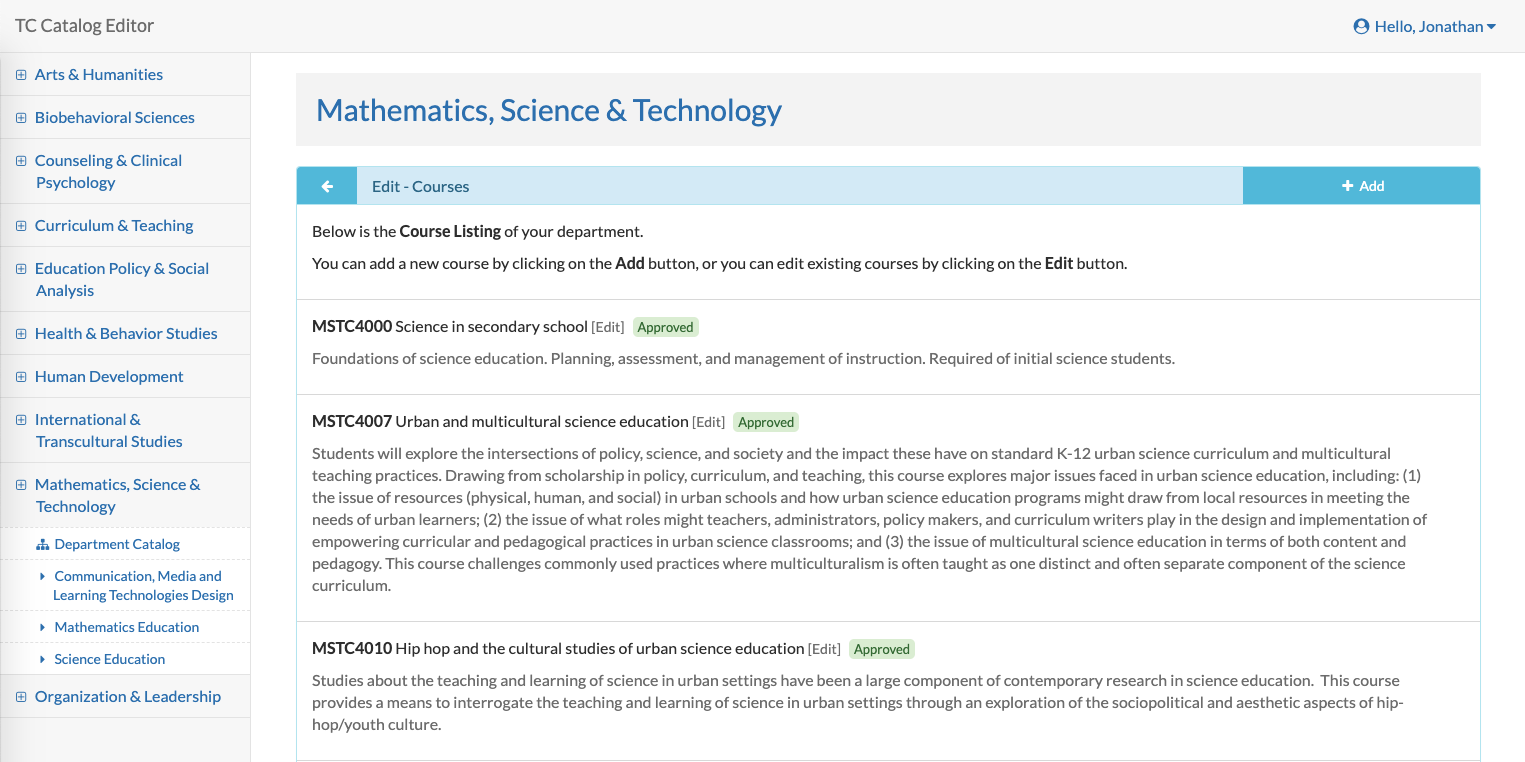 TC Catalog Editor
Hello, Jonathan
Arts & Humanities
Biobehavioral Sciences
Counseling & Clinical
Psychology
Curriculum & Teaching
Education Policy & Social
Analysis
Health & Behavior Studies
Human Development
International &
Transcultural Studies
Mathematics, Science &
Technology
Department Catalog
Communication, Media and
Learning Technologies Design
Mathematics Education
Science Education
Organization & Leadership
Mathematics, Science & Technology
Edit - Courses
Add
Below is the Course Listing of your department.
You can add a new course by clicking on the Add button, or you can edit existing courses by clicking on the Edit button.
MSTC4000 Science in secondary school [Edit] Approved
Foundations of science education. Planning, assessment, and management of instruction. Required of initial science students.
MSTC4007 Urban and multicultural science education [Edit] Approved
Students will explore the intersections of policy, science, and society and the impact these have on standard K-12 urban science curriculum and multicultural
teaching practices. Drawing from scholarship in policy, curriculum, and teaching, this course explores major issues faced in urban science education, including: (1)
the issue of resources (physical, human, and social) in urban schools and how urban science education programs might draw from local resources in meeting the
needs of urban learners; (2) the issue of what roles might teachers, administrators, policy makers, and curriculum writers play in the design and implementation of
empowering curricular and pedagogical practices in urban science classrooms; and (3) the issue of multicultural science education in terms of both content and
pedagogy. This course challenges commonly used practices where multiculturalism is often taught as one distinct and often separate component of the science
curriculum.
MSTC4010 Hip hop and the cultural studies of urban science education [Edit] Approved
Studies about the teaching and learning of science in urban settings have been a large component of contemporary research in science education.  This course
provides a means to interrogate the teaching and learning of science in urban settings through an exploration of the sociopolitical and aesthetic aspects of hip-
hop/youth culture.